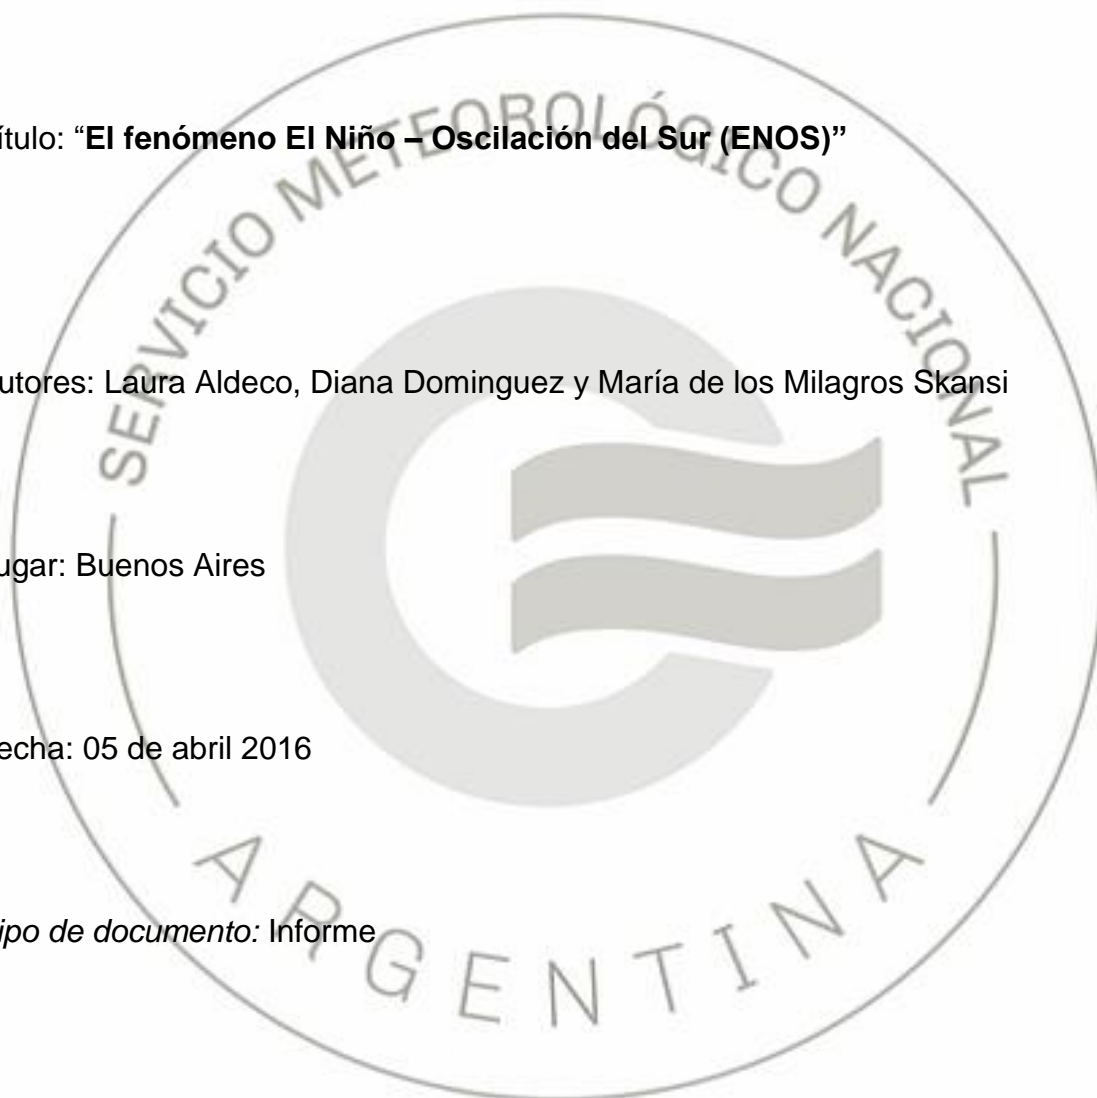 ítulo: “El fenómeno El Niño – Oscilación del Sur (ENOS)”
SERVICIO METEOROLÓGICO NACIONAL
utores: Laura Aldeco, Diana Dominguez y María de los Milagros Skansi
ugar: Buenos Aires
echa: 05 de abril 2016
ipo de documento: Informe
ARGENTINA